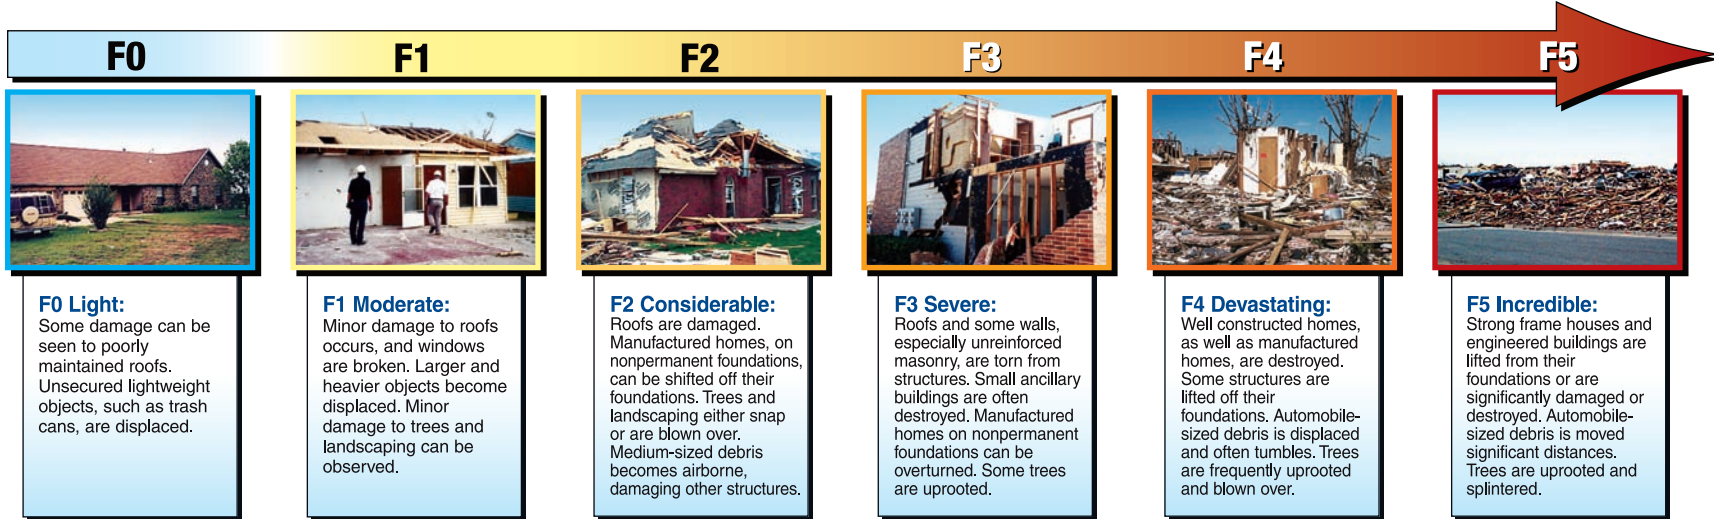 F0
F1
F2
F3
F4
F5
F0 Light:
Some damage can be
seen to poorly
maintained roofs.
Unsecured lightweight
objects, such as trash
cans, are displaced.
F1 Moderate:
Minor damage to roofs
occurs, and windows
are broken. Larger and
heavier objects become
displaced. Minor
damage to trees and
landscaping can be
observed.
F2 Considerable:
Roofs are damaged.
Manufactured homes, on
nonpermanent foundations,
can be shifted off their
foundations. Trees and
landscaping either snap
or are blown over.
Medium-sized debris
becomes airborne,
damaging other structures.
F3 Severe:
Roofs and some walls,
especially unreinforced
masonry, are torn from
structures. Small ancillary
buildings are often
destroyed. Manufactured
homes on nonpermanent
foundations can be
overturned. Some trees
are uprooted.
F4 Devastating:
Well constructed homes,
as well as manufactured
homes, are destroyed.
Some structures are
lifted off their
foundations. Automobile-
sized debris is displaced
and often tumbles. Trees
are frequently uprooted
and blown over.
F5 Incredible:
Strong frame houses and
engineered buildings are
lifted from their
foundations or are
significantly damaged or
destroyed. Automobile-
sized debris is moved
significant distances.
Trees are uprooted and
splintered.